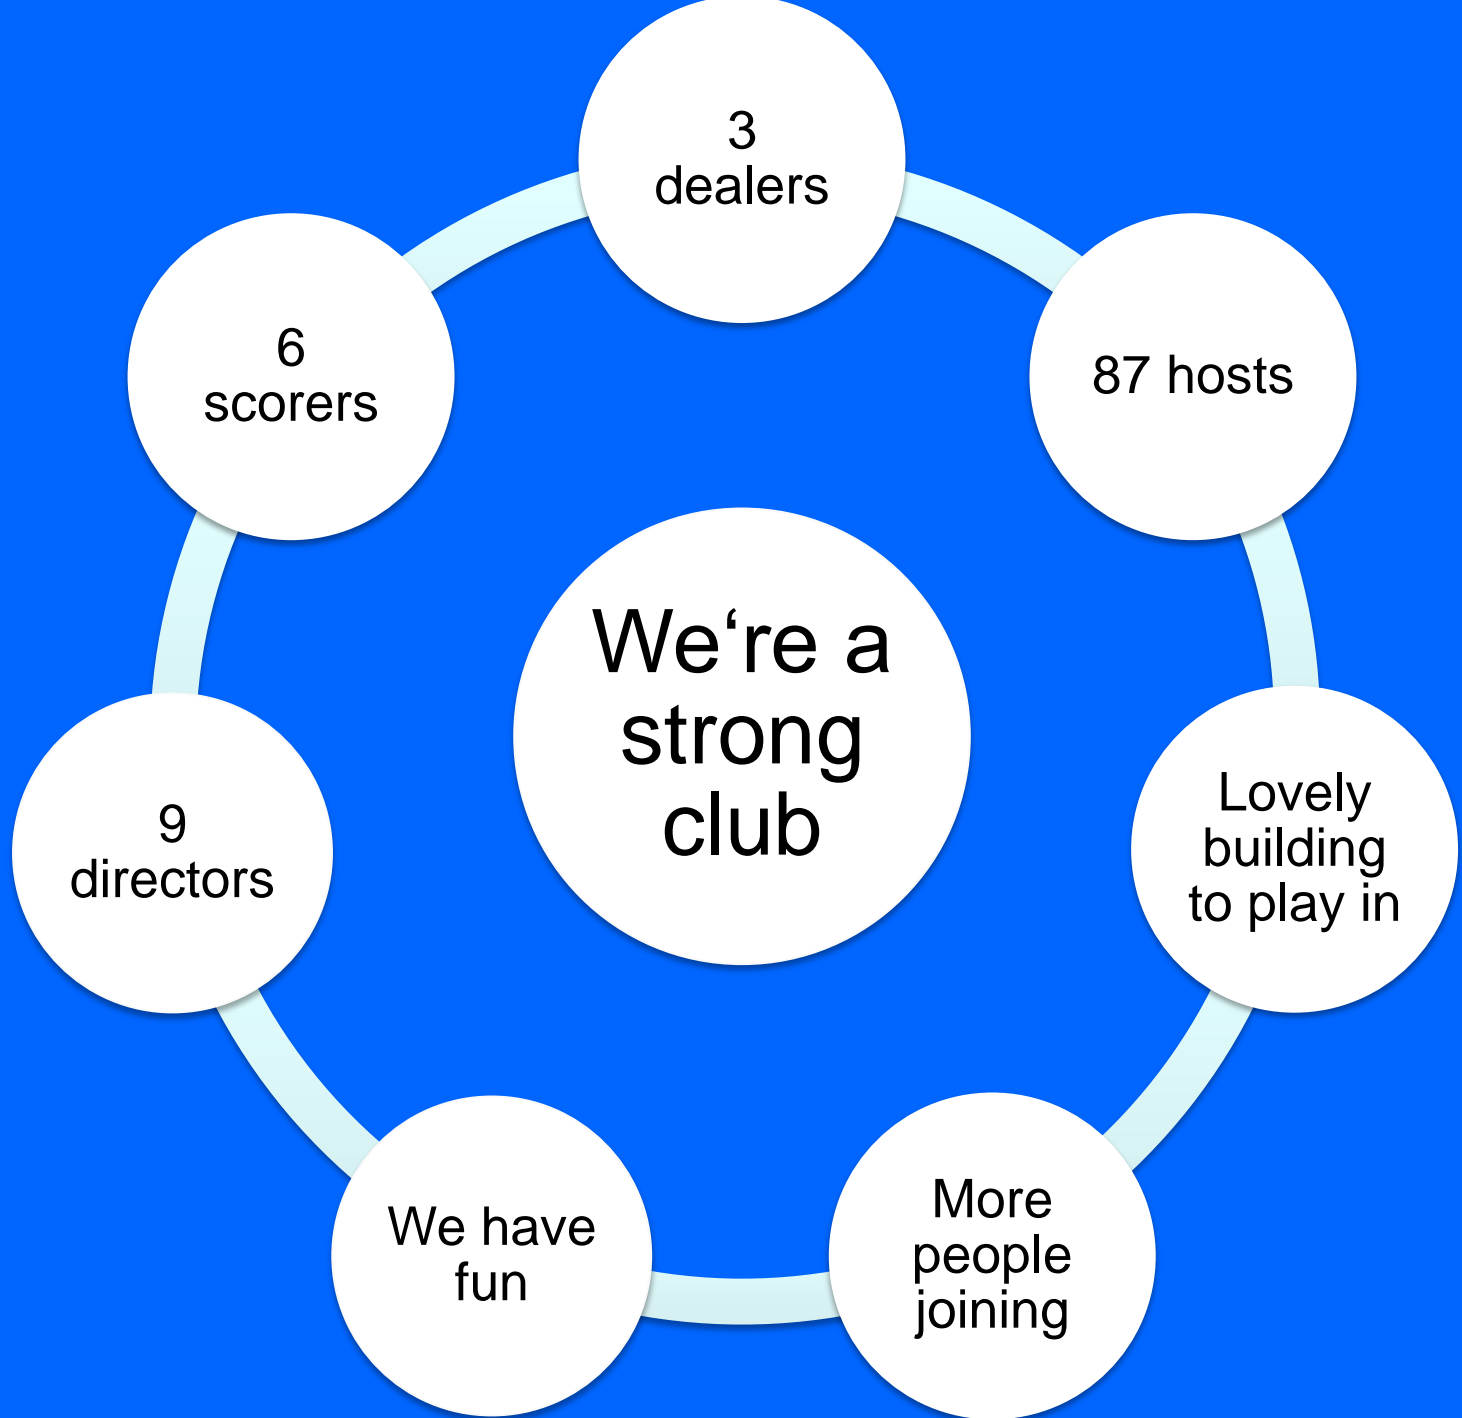 3
dealers
87 hosts
6
scorers
We‘re a
strong
club
Lovely
building
to play in
9
directors
More
people
joining
We have
fun